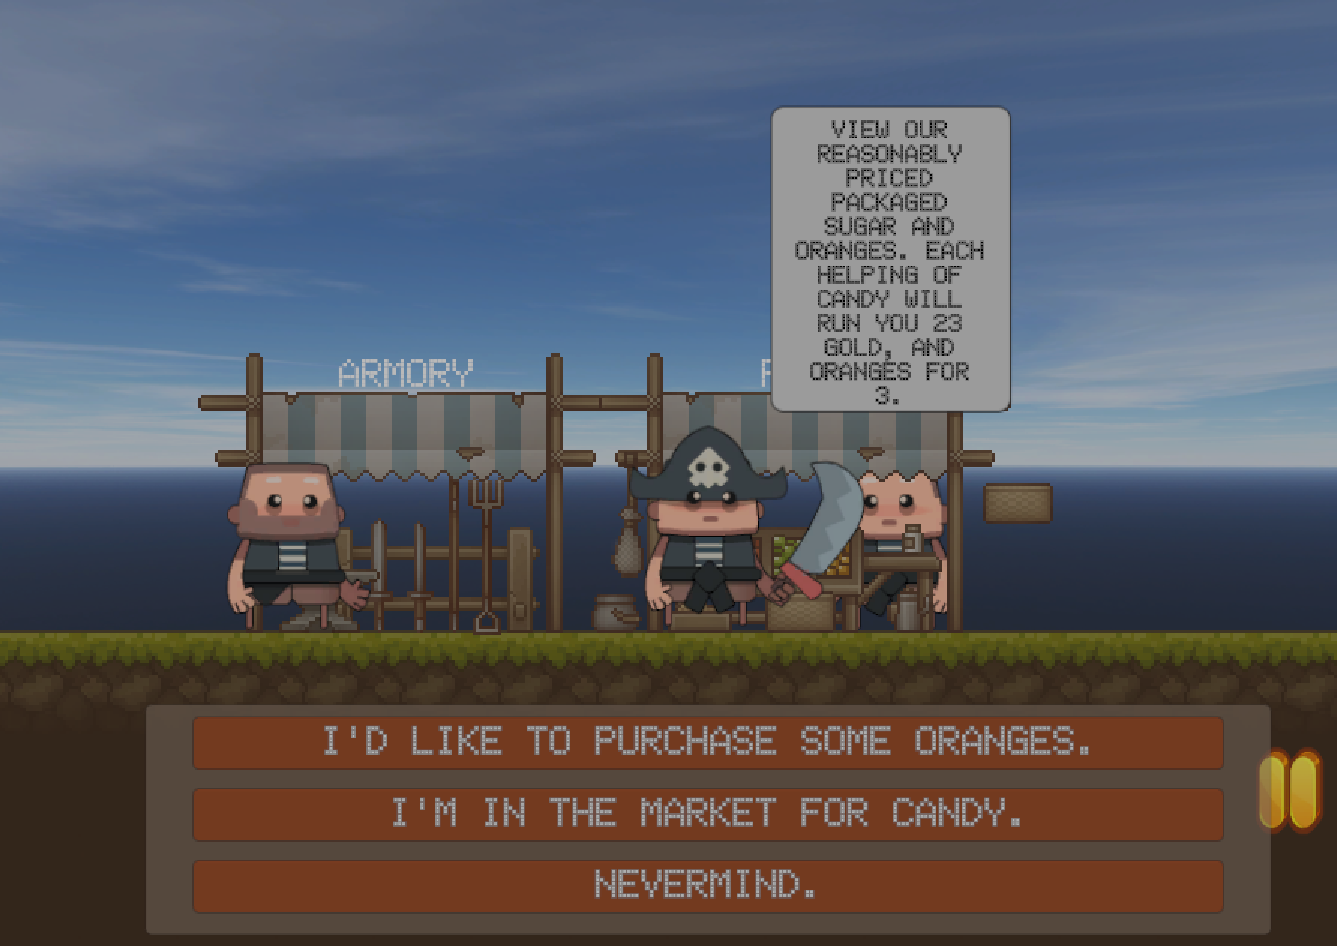 VIEW OUR
REASONABLY
PRICED
PACKAGED
SUGAR AND
ORANGES. EACH
HELPING OF
CANDY WILL
RUN YOU 23
GOLD, AND
ORANGES FOR
3.
ARMORY
I'D LIKE TO PURCHASE SOME ORANGES.
I'M IN THE MARKET FOR CANDY.
NEVERMIND.